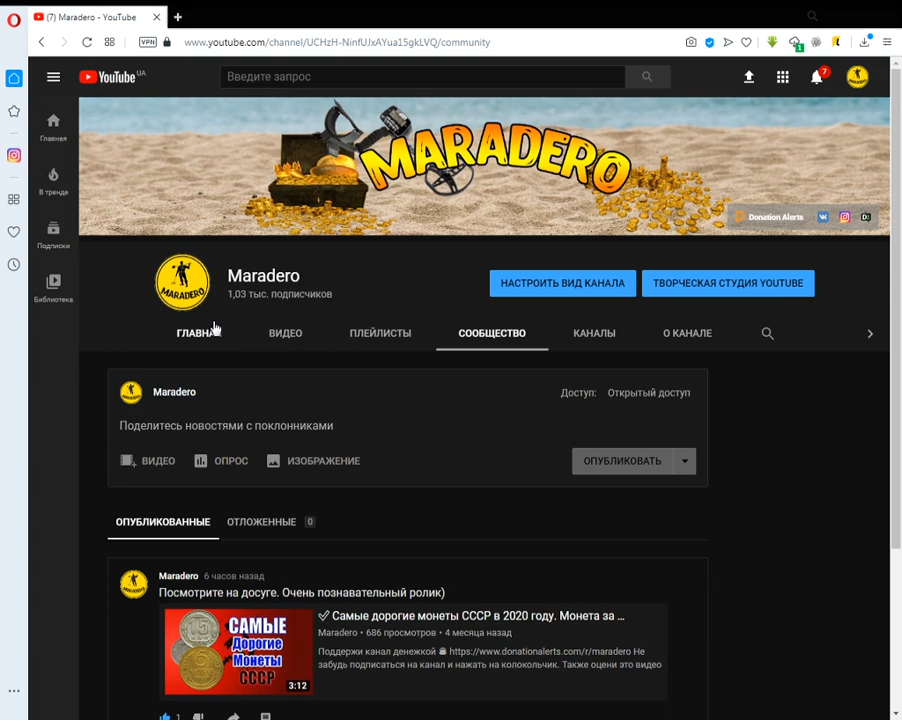 (7) Maradero - YouTube
VPN
www.youtube.com/channel/UCHzH-NinfUJxAYua15gkLVQ/community
1
YouTube UA
Введите запрос
7
Главная
В тренде
Подписки
Библиотека
MARADERO
Donation Alerts
MARADERO
Maradero
1,03 тыс. подписчиков
НАСТРОИТЬ ВИД КАНАЛА
ТВОРЧЕСКАЯ СТУДИЯ YOUTUBE
ГЛАВНАЯ
ВИДЕО
ПЛЕЙЛИСТЫ
СООБЩЕСТВО
КАНАЛЫ
О КАНАЛЕ
Maradero
Доступ: Открытый доступ
Поделитесь новостями с поклонниками
ВИДЕО
ОПРОС
ИЗОБРАЖЕНИЕ
ОПУБЛИКОВАТЬ
ОПУБЛИКОВАННЫЕ
ОТЛОЖЕННЫЕ 0
Maradero 6 часов назад
Посмотрите на досуге. Очень познавательный ролик)
САМЫЕ
Дорогие
Монеты
СССР
15
3:12
✅ Самые дорогие монеты СССР в 2020 году. Монета за ...
Maradero • 686 просмотров • 4 месяца назад
Поддержи канал денежкой https://www.donationalerts.com/r/maradero Не
забудь подписаться на канал и нажать на колокольчик. Также оцени это видео
1